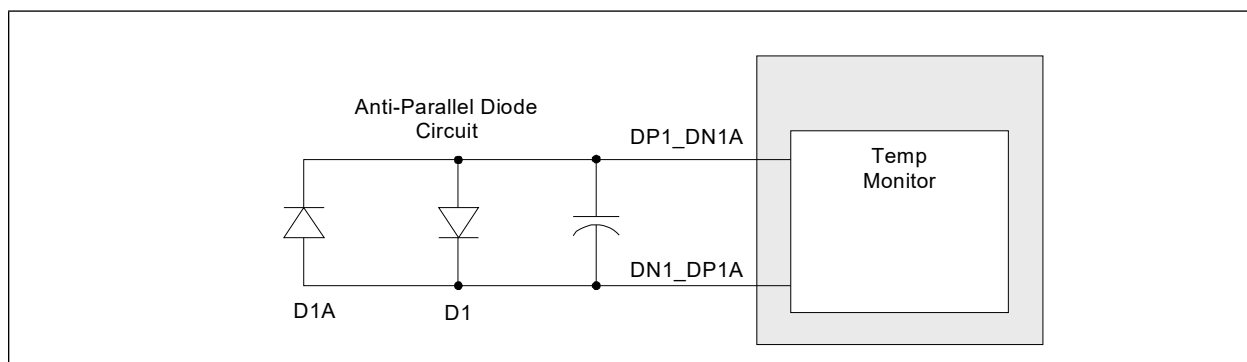 Anti-Parallel Diode
Circuit
DP1_DN1A
Temp
Monitor
DN1_DP1A
D1A
D1